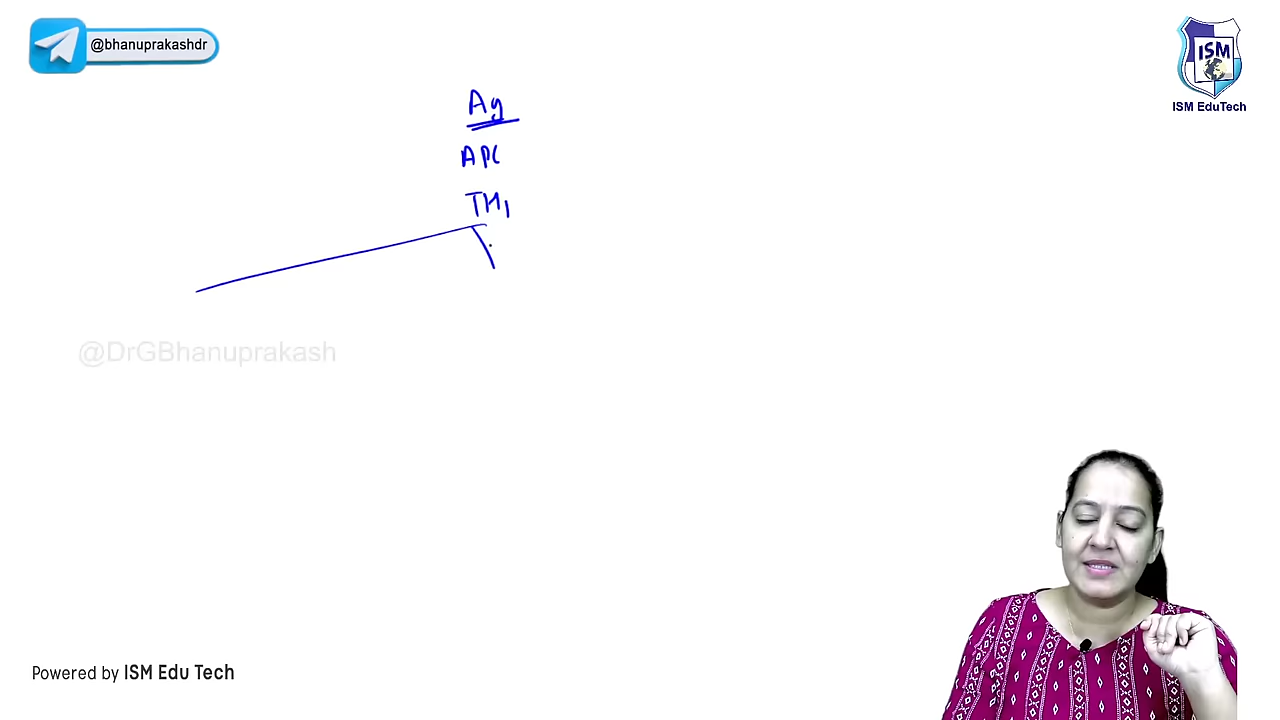 @bhanuprakashdr
ISM
ISM EduTech
Ag
APC
TH1
@DrGBhanuprakash
Powered by ISM Edu Tech